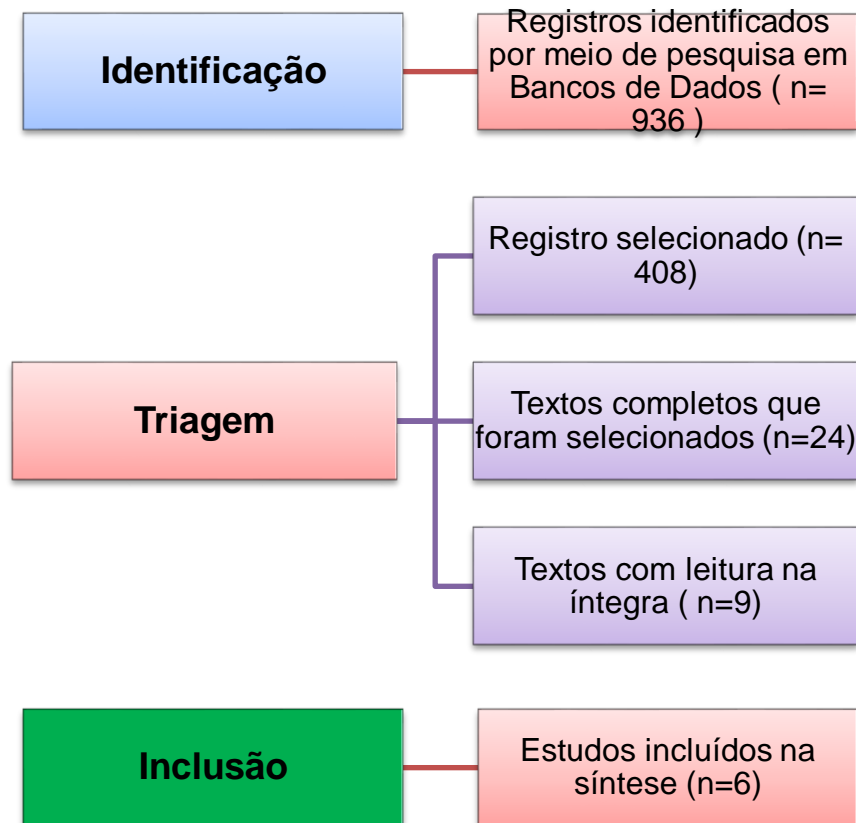 Identificação
Registros identificados
por meio de pesquisa em
Bancos de Dados ( n=
936 )
Registro selecionado (n=
408)
Triagem
Textos completos que
foram selecionados (n=24)
Textos com leitura na
íntegra ( n=9)
Inclusão
Estudos incluídos na
síntese (n=6)